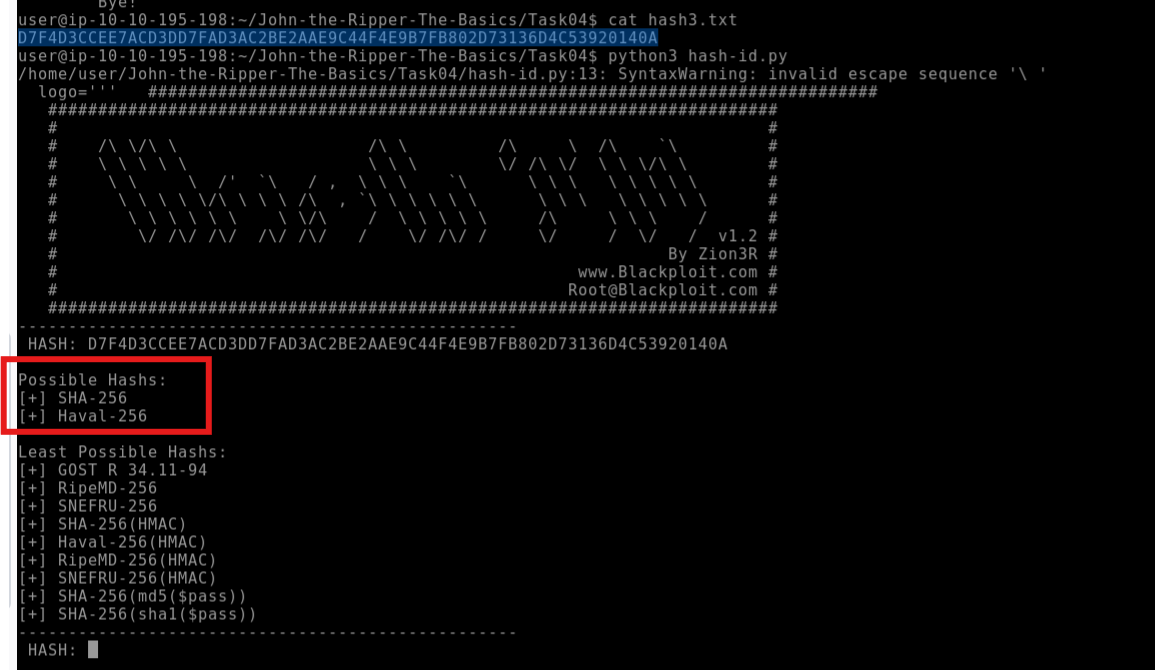 Bye!
user@ip-10-10-195-198:~/John-the-Ripper-The-Basics/Task04$ cat hash3.txt
D7F4D3CCEE7ACD3DD7FAD3AC2BE2AAE9C44F4E9B7FB802D73136D4C53920140A
user@ip-10-10-195-198:~/John-the-Ripper-The-Basics/Task04$ python3 hash-id.py
/home/user/John-the-Ripper-The-Basics/Task04/hash-id.py:13: SyntaxWarning: invalid escape sequence '\ '
logo=''' #########################################################################
#########################################################################
v1.2 #
# By Zion3R #
# www.Blackploit.com #
# Root@Blackploit.com #
#########################################################################
--------------------------------------------------
HASH: D7F4D3CCEE7ACD3DD7FAD3AC2BE2AAE9C44F4E9B7FB802D73136D4C53920140A
Possible Hashs:
[+] SHA-256
[+] Haval-256
Least Possible Hashs:
[+] GOST R 34.11-94
[+] RipeMD-256
[+] SNEFRU-256
[+] SHA-256(HMAC)
[+] Haval-256(HMAC)
[+] RipeMD-256(HMAC)
[+] SNEFRU-256(HMAC)
[+] SHA-256(md5($pass))
[+] SHA-256(sha1($pass))
--------------------------------------------------
HASH: